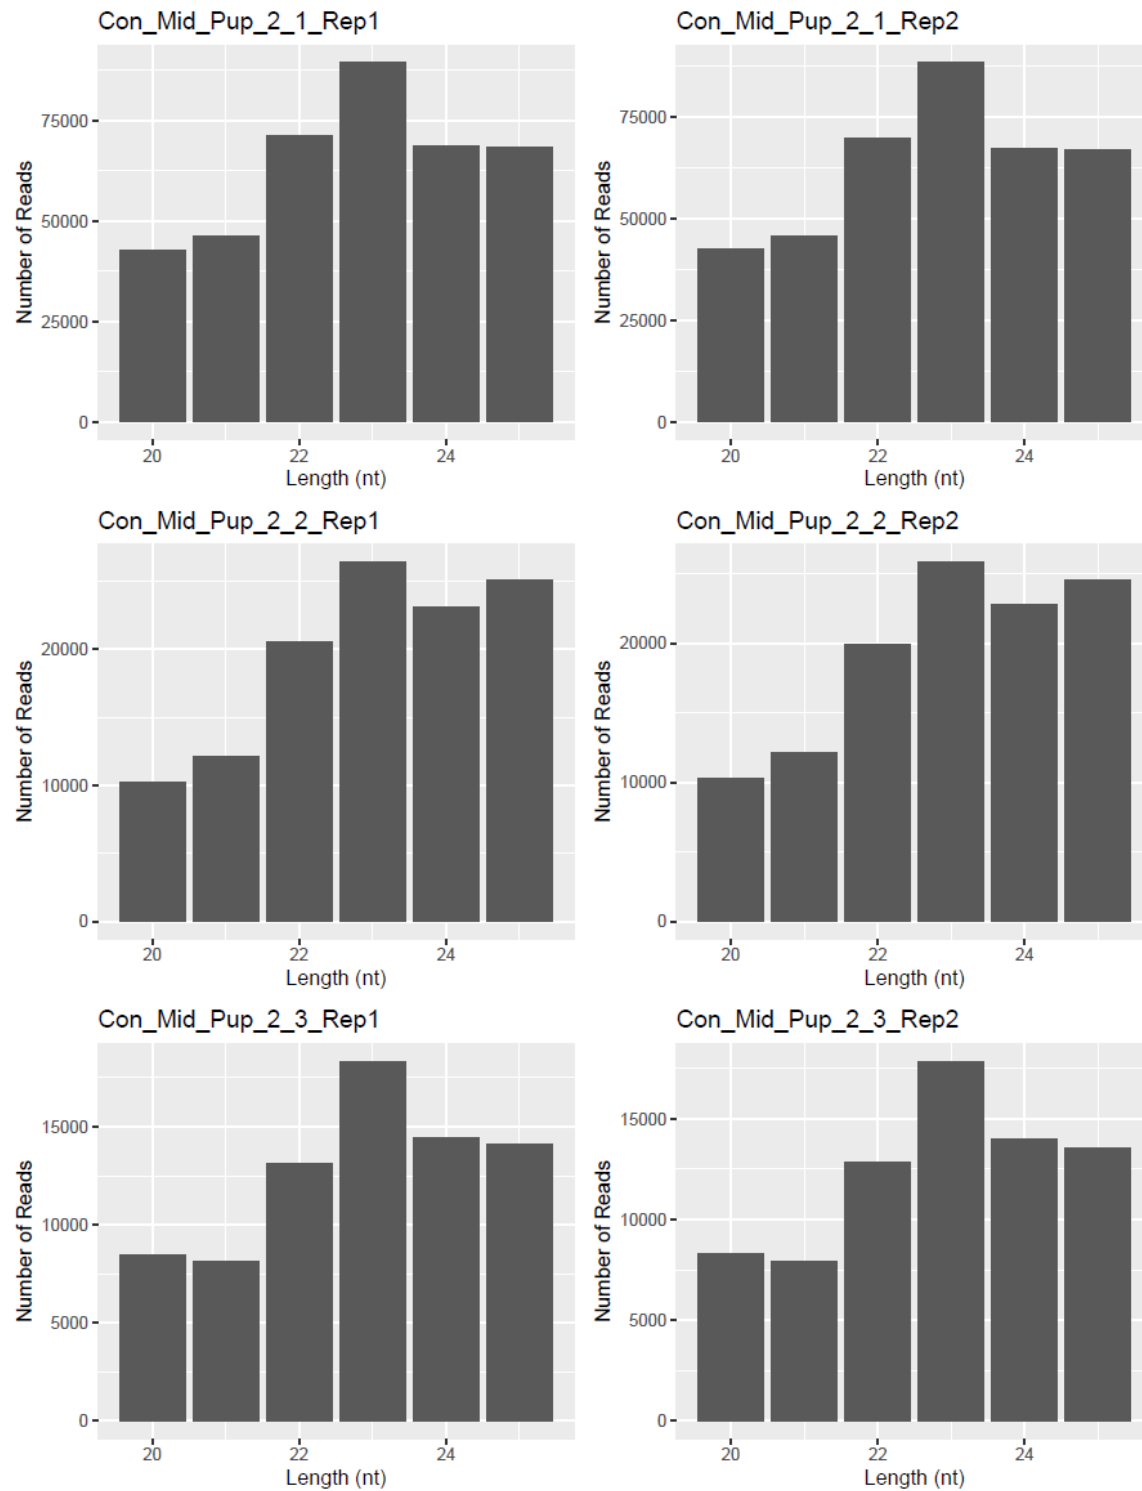 Con_Mid_Pup_2_1_Rep1
Number of Reads
75000
50000
25000
0
20 22 24
Length (nt)
Con_Mid_Pup_2_1_Rep2
Number of Reads
75000
50000
25000
0
20 22 24
Length (nt)
Con_Mid_Pup_2_2_Rep1
Number of Reads
20000
10000
0
20 22 24
Length (nt)
Con_Mid_Pup_2_2_Rep2
Number of Reads
20000
10000
0
20 22 24
Length (nt)
Con_Mid_Pup_2_3_Rep1
Number of Reads
15000
10000
5000
0
20 22 24
Length (nt)
Con_Mid_Pup_2_3_Rep2
Number of Reads
15000
10000
5000
0
20 22 24
Length (nt)